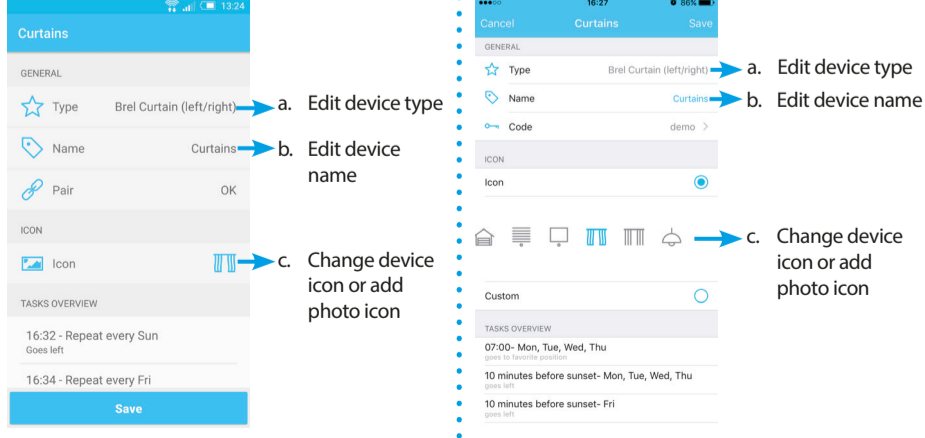 13:24
Curtains
GENERAL
Type Brel Curtain (left/right)
Name Curtains
Pair OK
ICON
Icon
TASKS OVERVIEW
16:32 - Repeat every Sun
Goes left
16:34 - Repeat every Fri
Save
a. Edit device type
b. Edit device
name
c. Change device
icon or add
photo icon
16:27 86%
Cancel Curtains Save
GENERAL
Type Brel Curtain (left/right)
Name Curtains
Code demo >
ICON
Icon
Custom
TASKS OVERVIEW
07:00- Mon, Tue, Wed, Thu
goes to favorite position
10 minutes before sunset- Mon, Tue, Wed, Thu
goes left
10 minutes before sunset- Fri
goes left
a. Edit device type
b. Edit device name
c. Change device
icon or add
photo icon